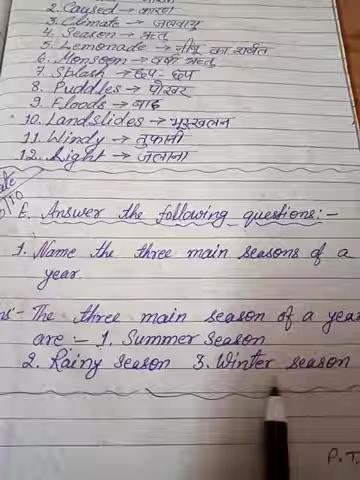 2. Caused → कारण
3. Climate → जलवायु
4. Season → ऋतु
5. Lemonade → नींबू का शर्बत
6. Monsoon → वर्षा ऋतु
7. Splash → छप-छप
8. Puddles → पोखर
9. Floods → बाढ़
10. Landslides → भूस्खलन
11. Windy → तुफानी
12. Light → जलाना
E. Answer the following questions:-
1. Name the three main seasons of a
year.
ns:- The three main season of a year
are :- 1. Summer season
2. Rainy season 3. Winter season
P.T.